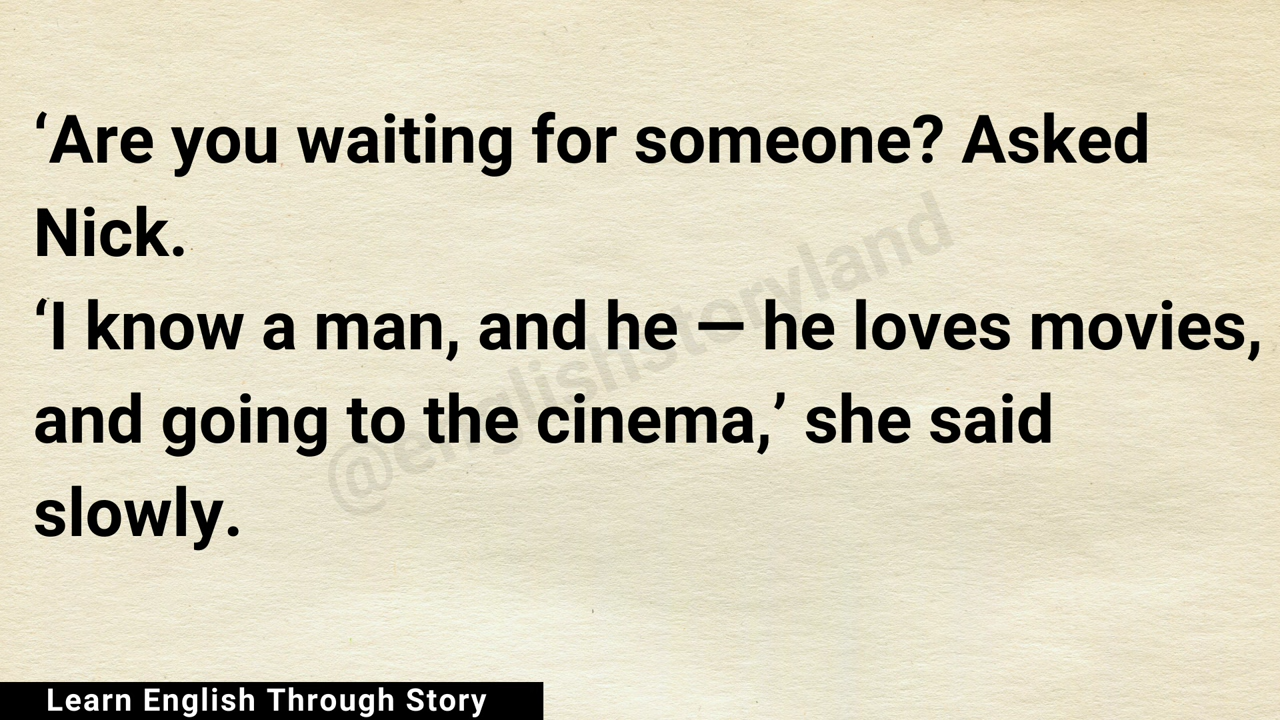 ‘Are you waiting for someone? Asked
Nick.
‘I know a man, and he — he loves movies,
and going to the cinema,’ she said
slowly.
@englishstoryland
Learn English Through Story